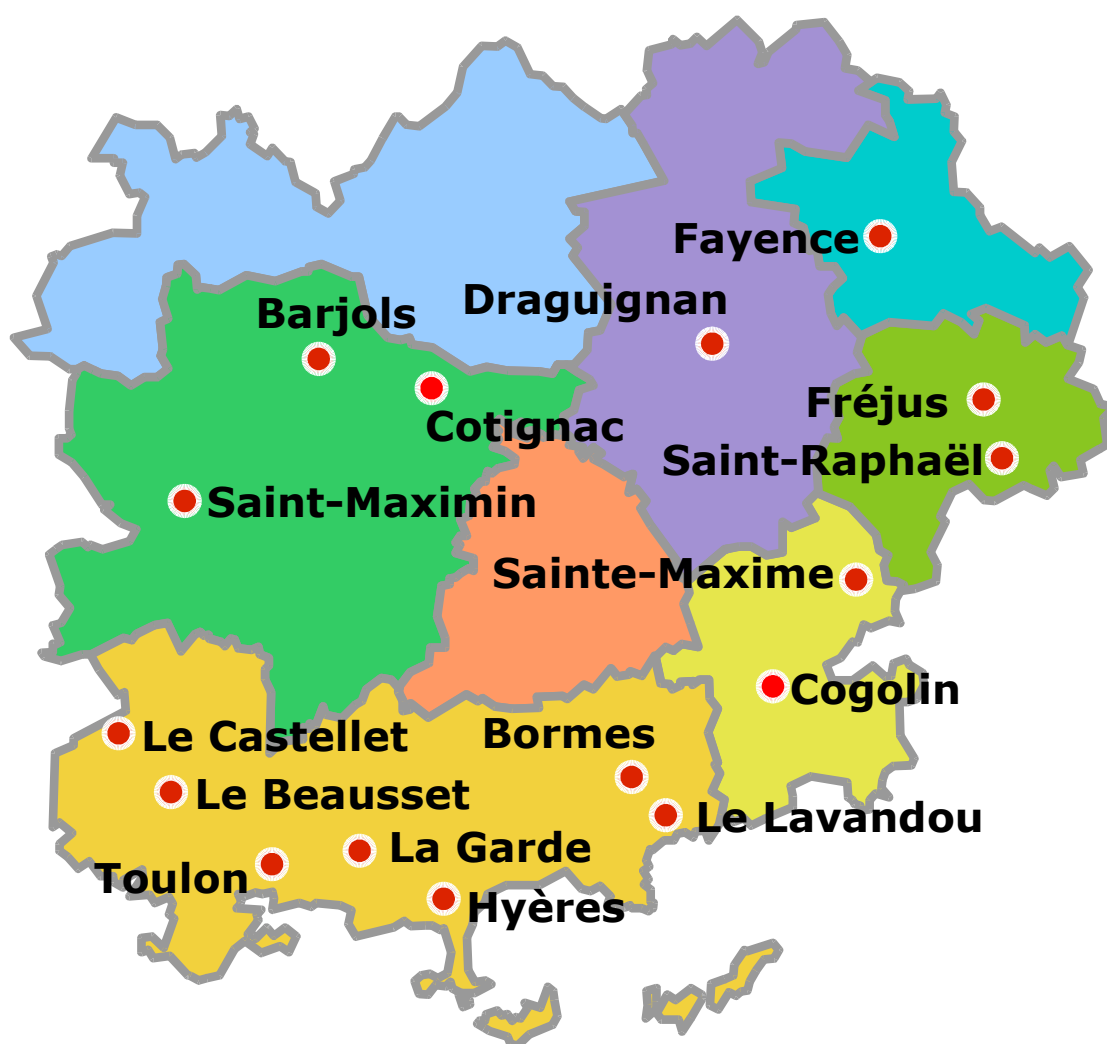 Fayence
Draguignan
Barjols
Fréjus
Cotignac
Saint-Raphaël
Saint-Maximin
Sainte-Maxime
Cogolin
Bormes
Le Castellet
Le Beausset
Le Lavandou
La Garde
Toulon
Hyères